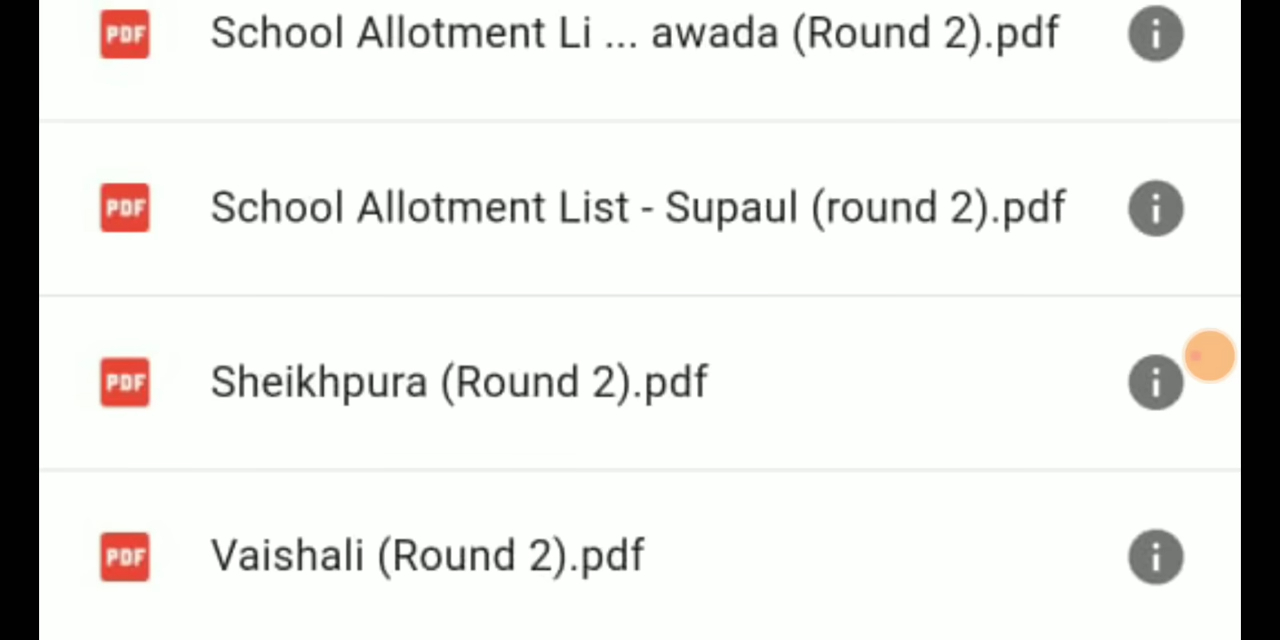 PDF School Allotment Li ... awada (Round 2).pdf i
PDF School Allotment List - Supaul (round 2).pdf i
PDF Sheikhpura (Round 2).pdf i
PDF Vaishali (Round 2).pdf i